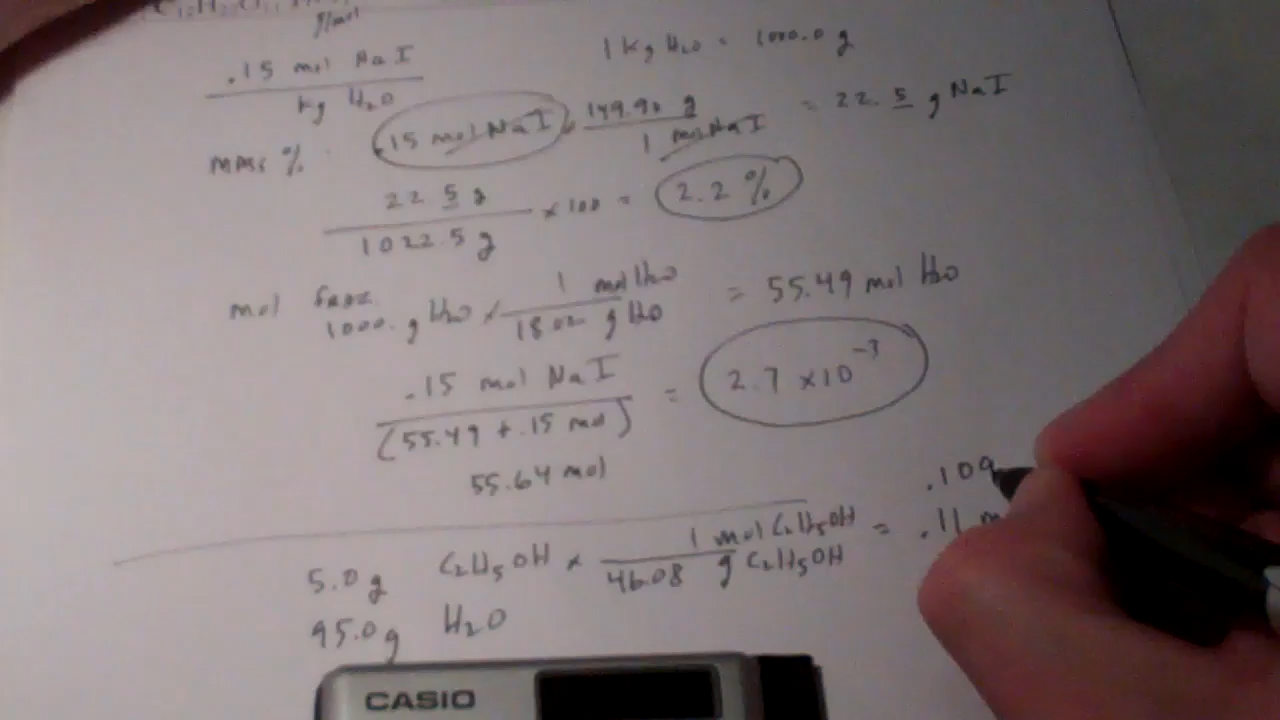 g/mol
.15 mol NaI
kg H2O
1 kg H2O = 1000.0 g
mass %
.15 mol NaI × 149.90 g
1 mol NaI
= 22.5 g NaI
22.5 g
1022.5 g
× 100 = 2.2 %
mol frac.
1000. g H2O × 1 mol H2O
18.02 g H2O
= 55.49 mol H2O
.15 mol NaI
(55.49 + .15 mol)
= 2.7 × 10⁻³
55.64 mol
.109
5.0 g C2H5OH × 1 mol C2H5OH
46.08 g C2H5OH
= .11 m
95.0 g H2O
CASIO